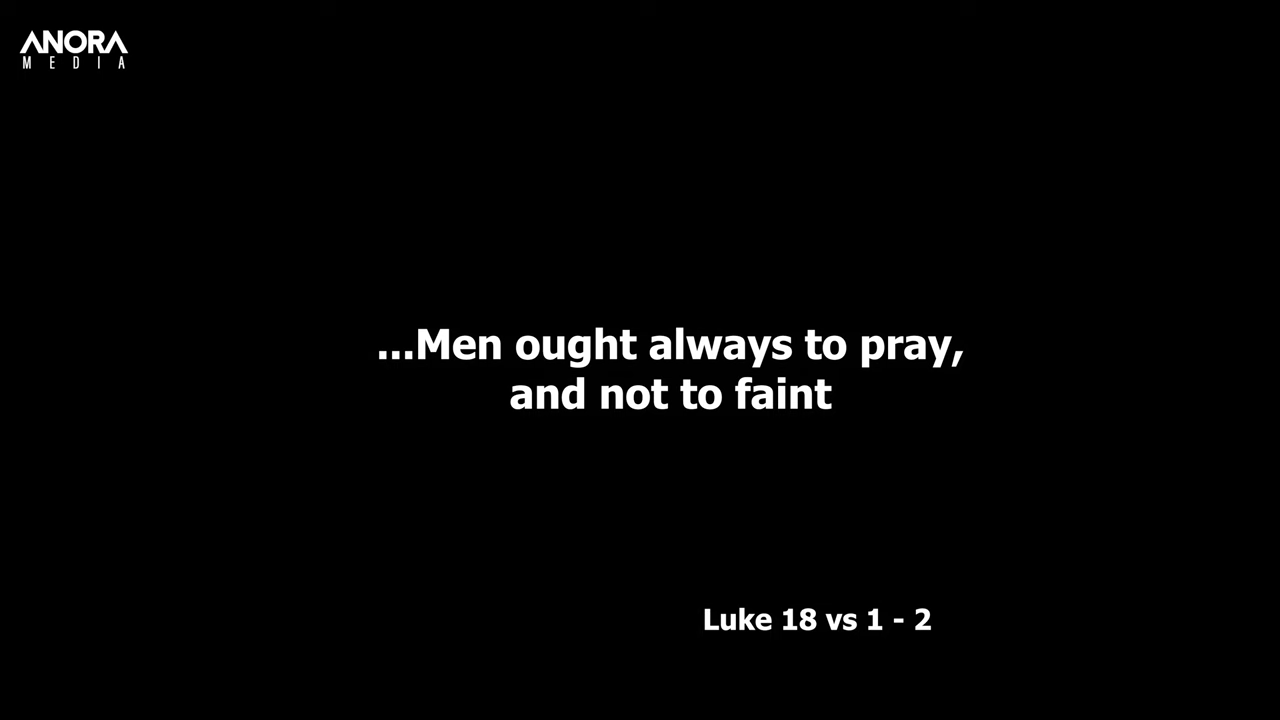 ANORA
MEDIA
...Men ought always to pray,
and not to faint
Luke 18 vs 1 - 2